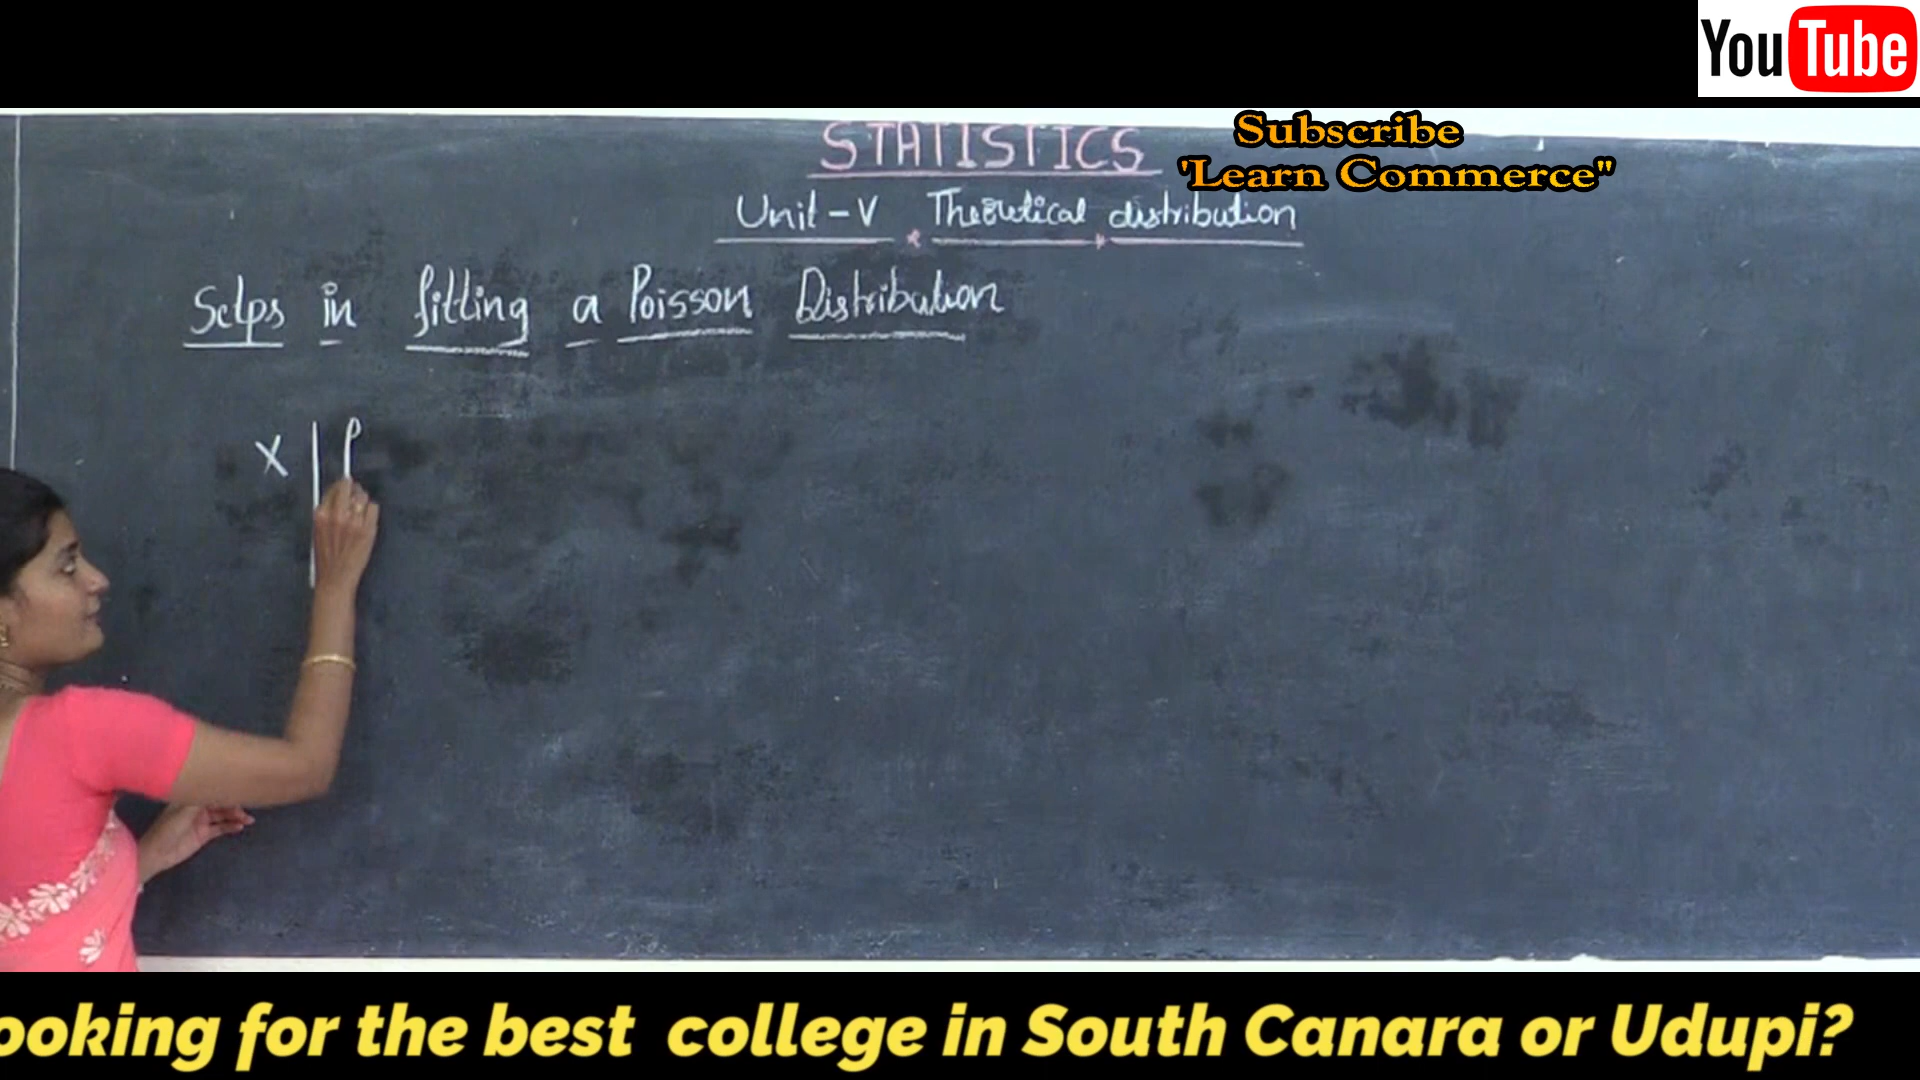 YouTube
STATISTICS
Subscribe
'Learn Commerce"
Unit - V Theoretical distribution
Setps in fitting a Poisson Distribution
X | f
ooking for the best college in South Canara or Udupi?